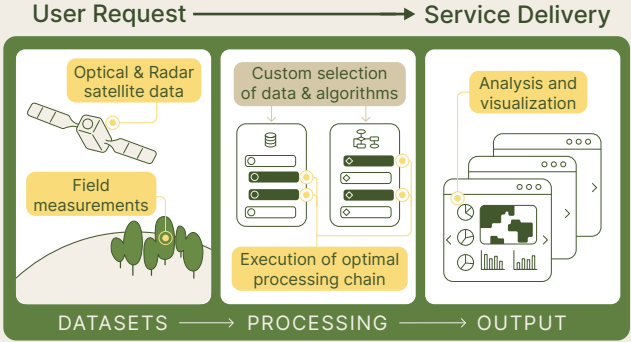 User Request
Service Delivery
Optical & Radar
satellite data
Field
measurements
Custom selection
of data & algorithms
Execution of optimal
processing chain
Analysis and
visualization
DATASETS
PROCESSING
OUTPUT